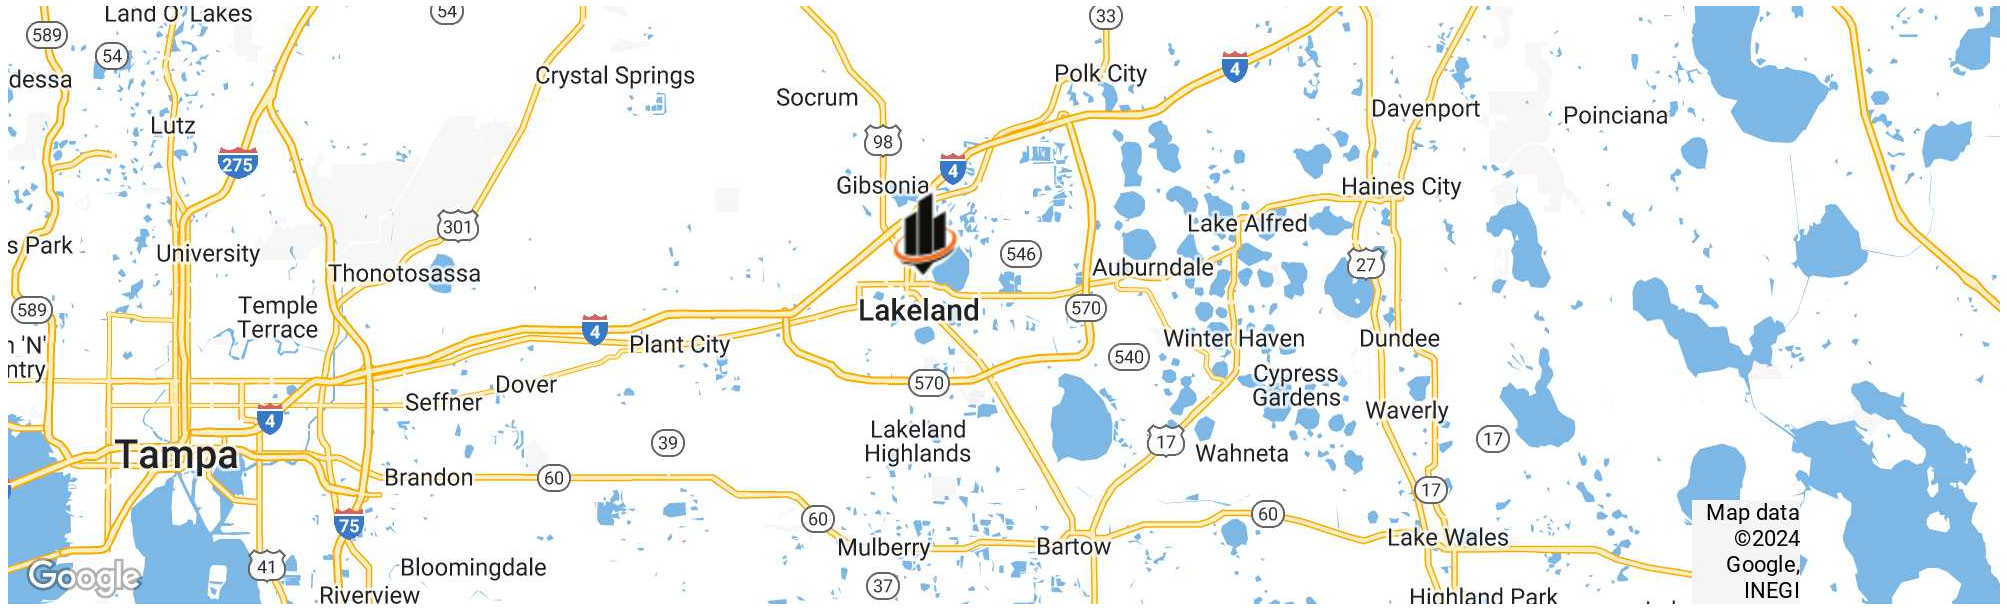 Land O' Lakes
54
33
589
54
dessa
Crystal Springs
Polk City
4
Socrum
Davenport
Poinciana
Lutz
98
275
4
Gibsonia
Haines City
301
Lake Alfred
s Park
University
546
27
Thonotosassa
Auburndale
589
Temple
Terrace
Lakeland
570
4
Plant City
Winter Haven
Dundee
n 'N'
ntry
540
Cypress
Gardens
570
Dover
Seffner
4
Waverly
39
Lakeland
Highlands
17
17
Tampa
Wahneta
Brandon
60
17
75
60
60
Map data
©2024
Google,
INEGI
Mulberry
Bartow
Lake Wales
41
Bloomingdale
Google
37
Riverview
Highland Park